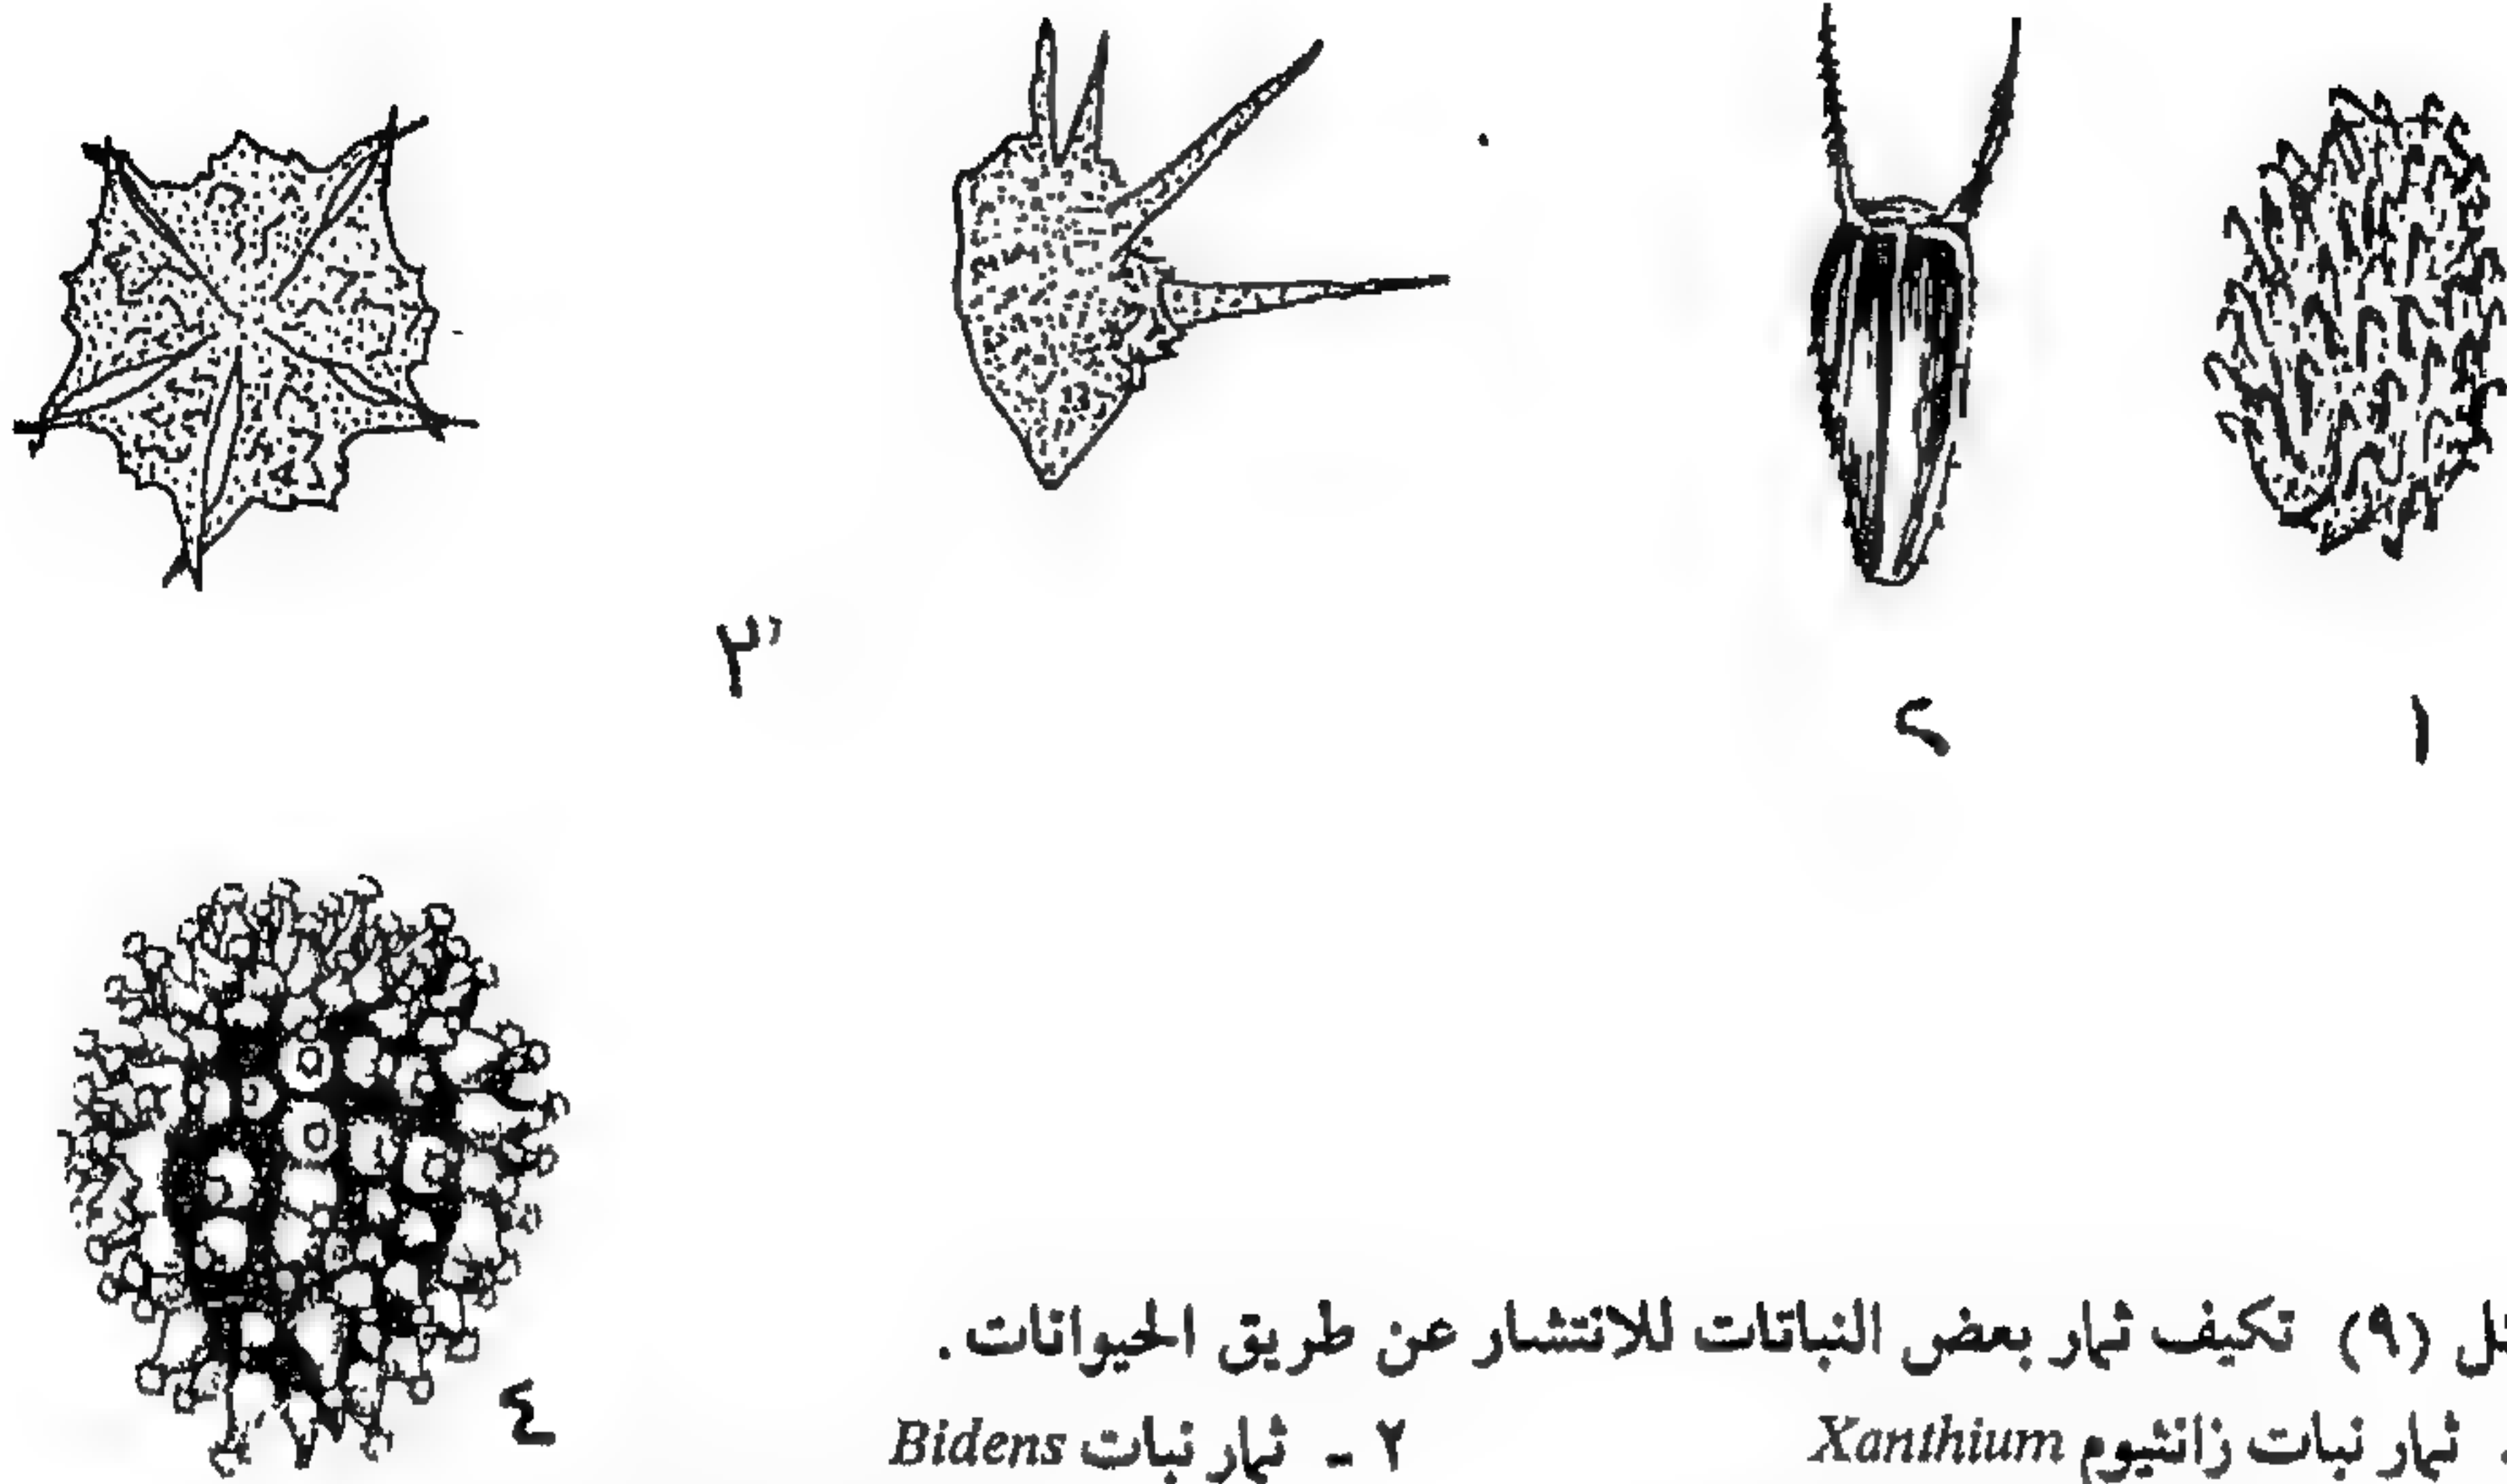 ١
٢
٣
٤
(٩) تكيف ثمار بعض النباتات للانتشار عن طريق الحيوانات.
ثمار نبات زانثيوم Xanthium
٢ - ثمار نبات Bidens